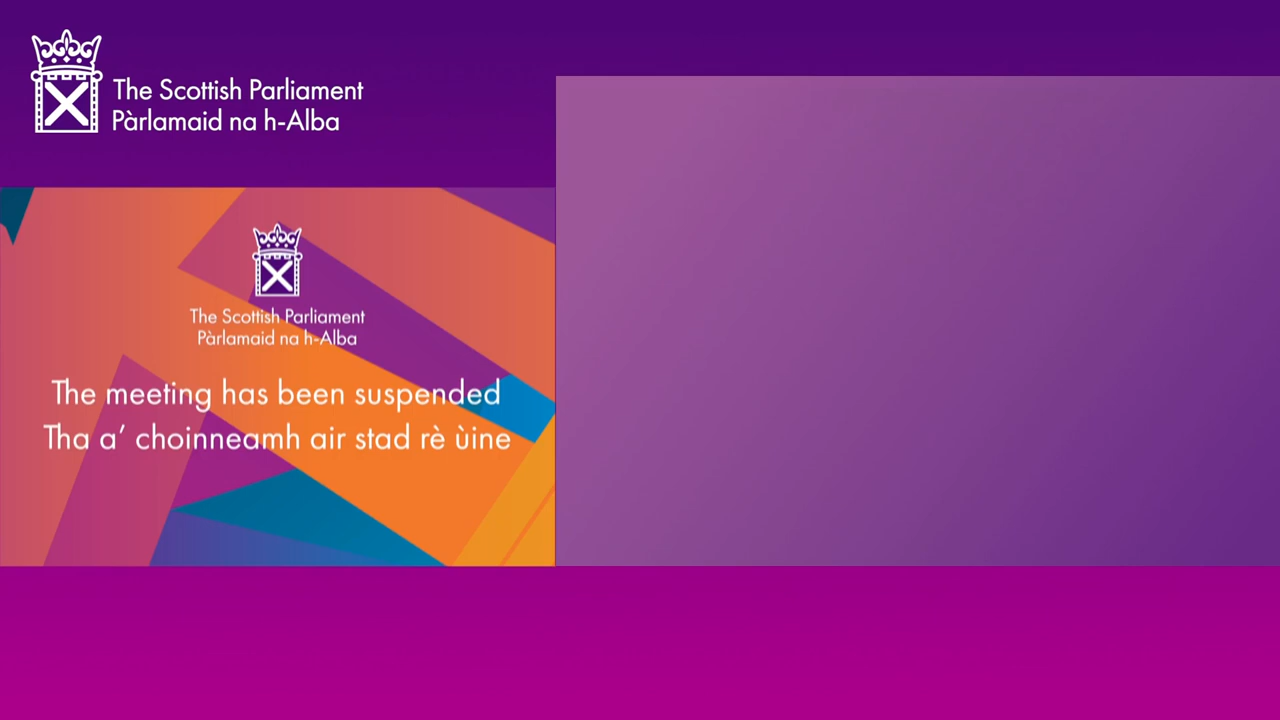 The Scottish Parliament
Pàrlamaid na h-Alba
The Scottish Parliament
Pàrlamaid na h-Alba
The meeting has been suspended
Tha a’ choinneamh air stad rè ùine